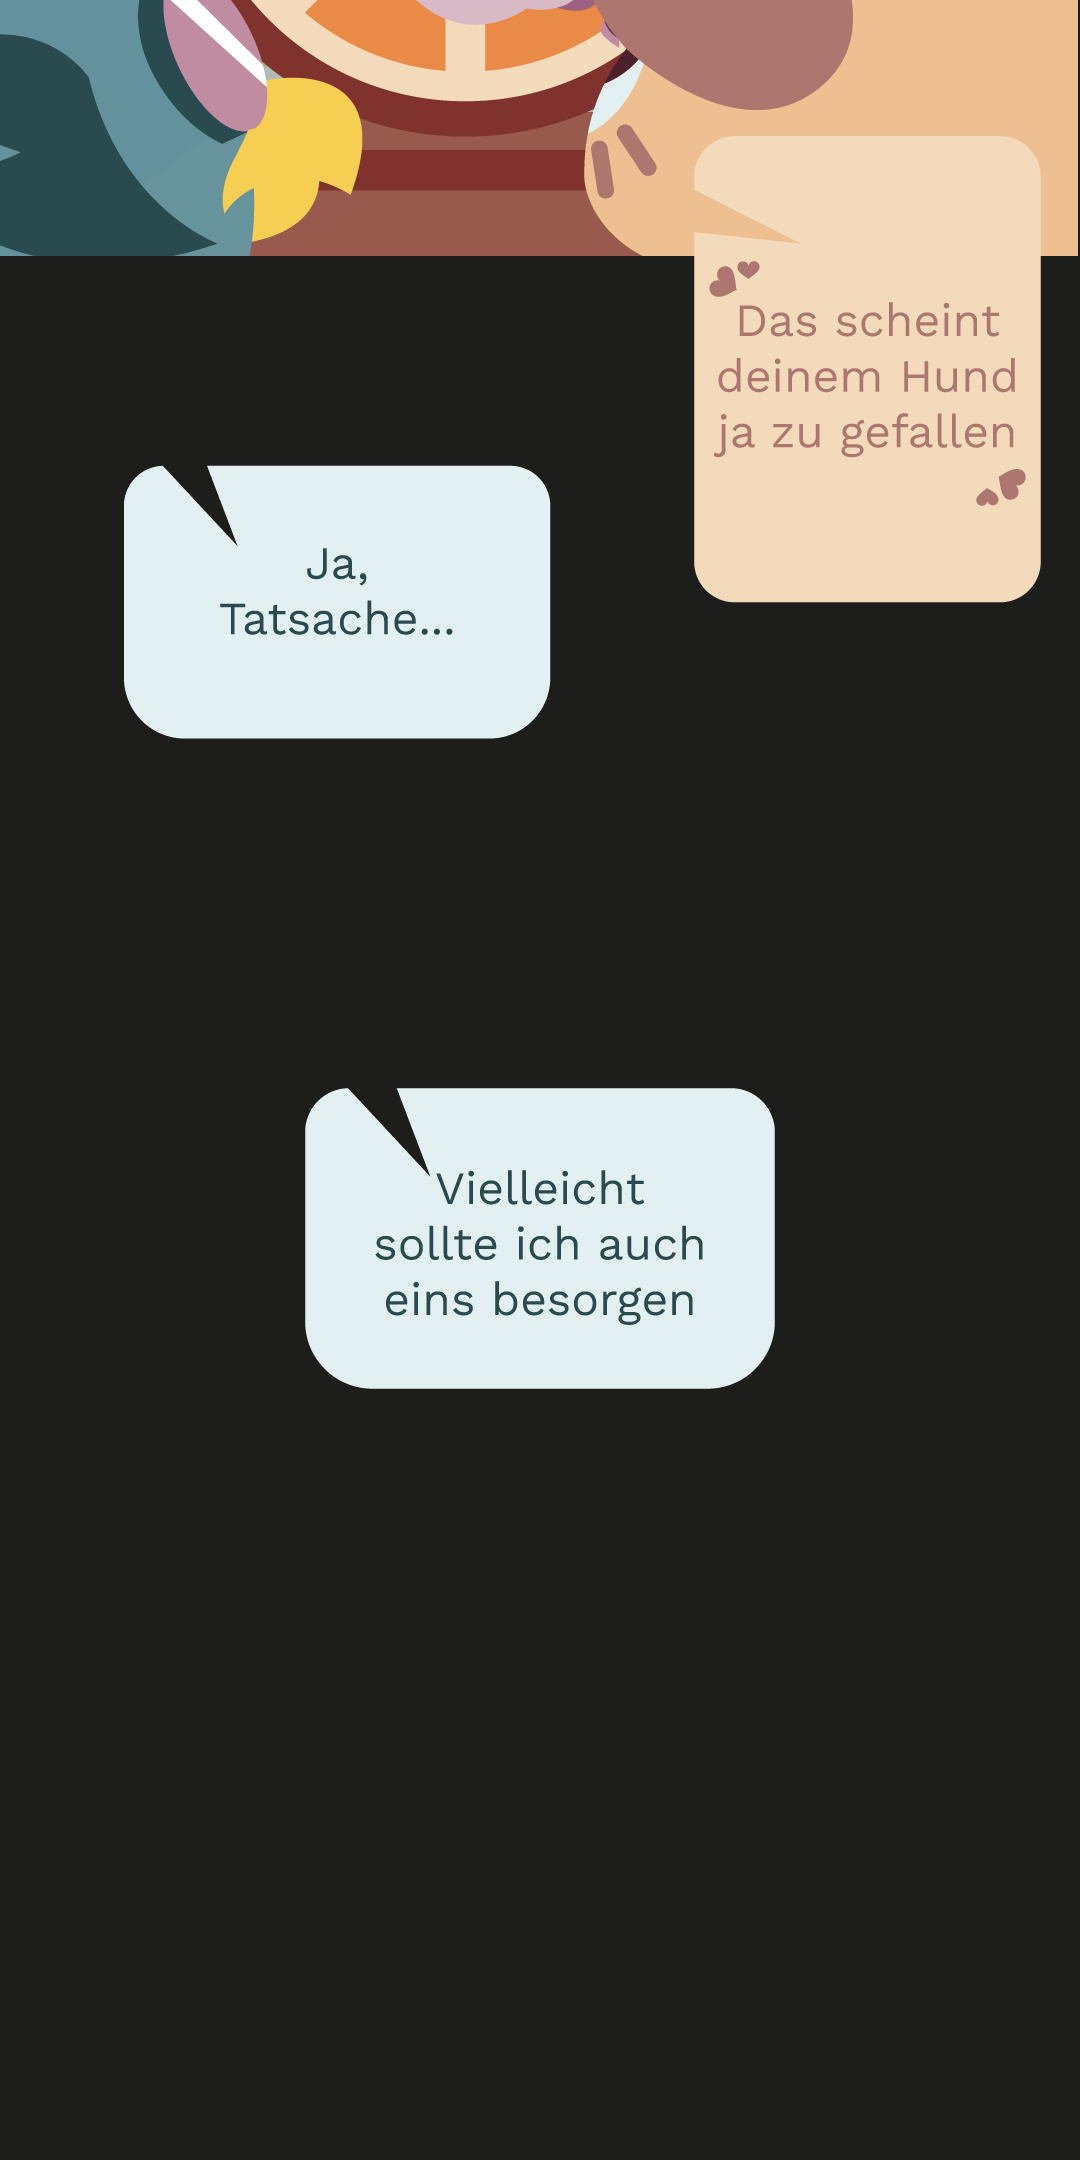 Das scheint
deinem Hund
ja zu gefallen
Ja,
Tatsache...
Vielleicht
sollte ich auch
eins besorgen